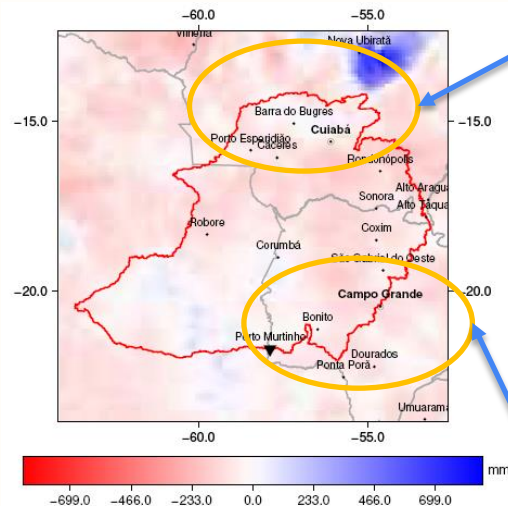 −60.0 −55.0
Vilhena
Nova Ubiratã
−15.0 −15.0
Barra do Bugres
Cuiabá
Porto Esperidião
Cáceres
Rondonópolis
Alto Aragua
Sonora
Alto Taqua
Robore
Coxim
Corumbá
São Gabriel do Oeste
−20.0 −20.0
Campo Grande
Bonito
Porto Murtinho
Dourados
Ponta Porã
Umuarama
−60.0 −55.0
mm
−699.0 −466.0 −233.0 0.0 233.0 466.0 699.0